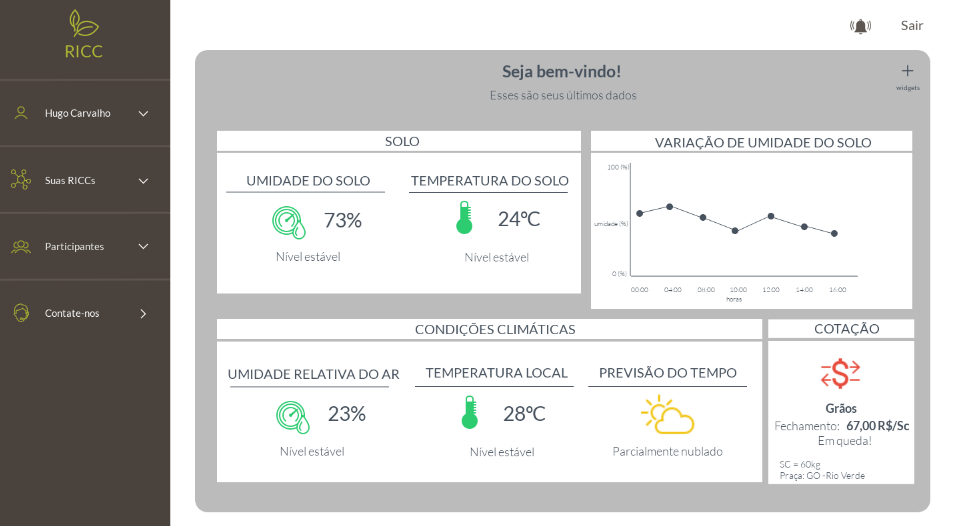 RICC
Hugo Carvalho
Suas RICCs
Participantes
Contate-nos
Sair
Seja bem-vindo!
Esses são seus ùltimos dados
widgets
SOLO
UMIDADE DO SOLO
73%
Nível estável
TEMPERATURA DO SOLO
24ºC
Nível estável
VARIAÇÃO DE UMIDADE DO SOLO
100 (%)
umidade (%)
0 (%)
00:00 04:00 08:00 10:00 12:00 14:00 16:00
horas
CONDIÇÕES CLIMÁTICAS
UMIDADE RELATIVA DO AR
23%
Nível estável
TEMPERATURA LOCAL
28ºC
Nível estável
PREVISÃO DO TEMPO
Parcialmente nublado
COTAÇÃO
$
Grãos
Fechamento: 67,00 R$/Sc
Em queda!
SC = 60kg
Praça: GO -Rio Verde